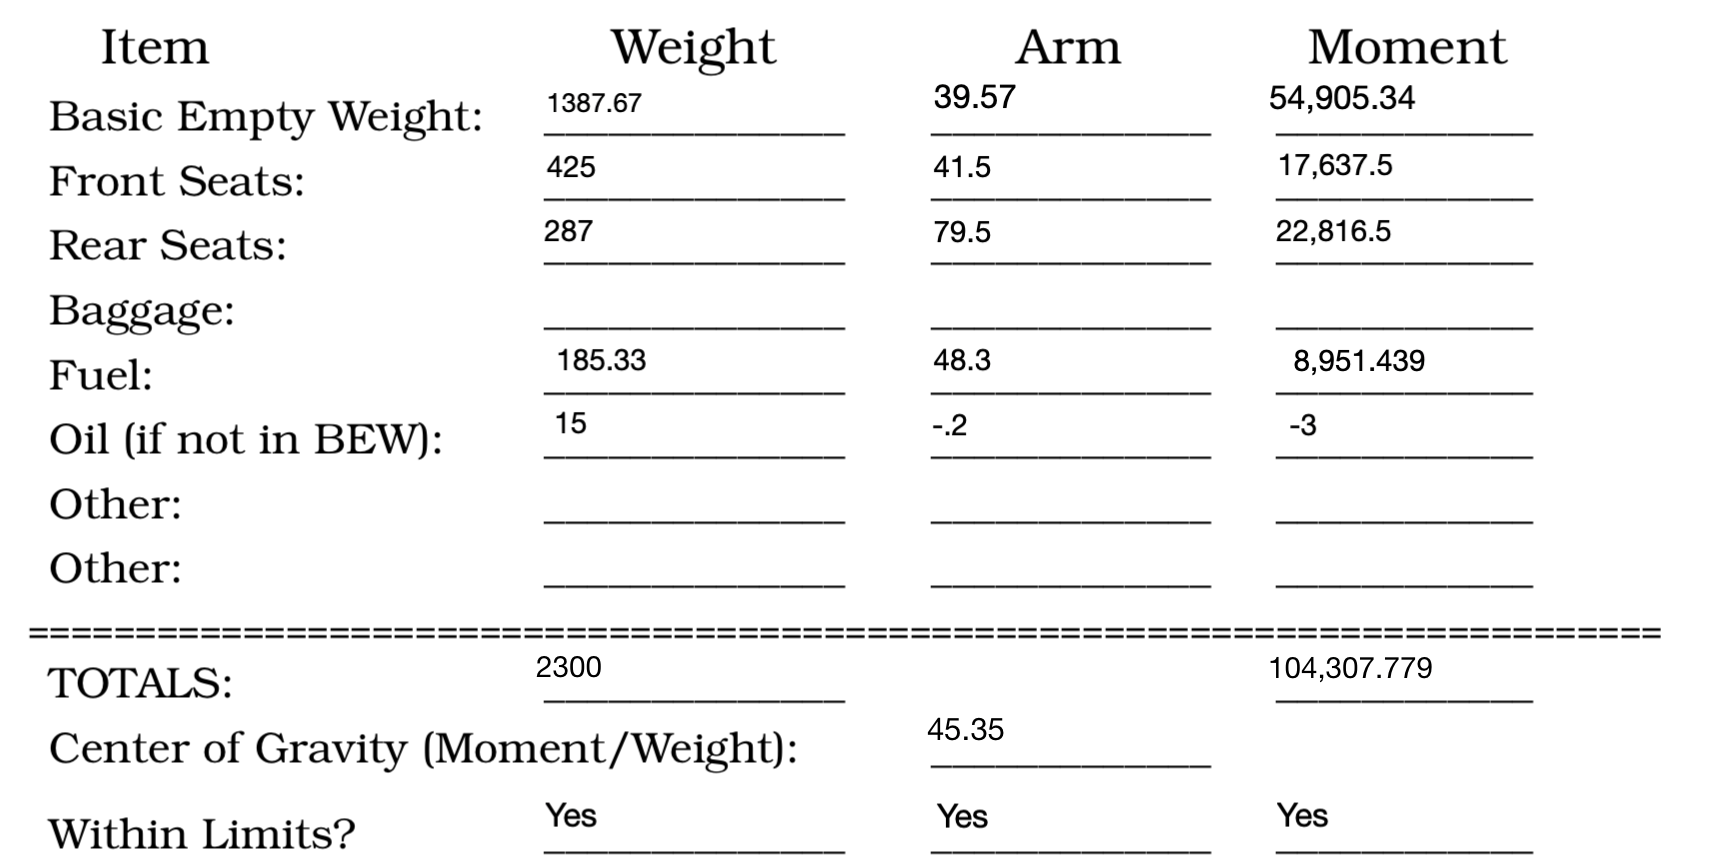 Item Weight Arm Moment
Basic Empty Weight: 1387.67 39.57 54,905.34
Front Seats: 425 41.5 17,637.5
Rear Seats: 287 79.5 22,816.5
Baggage:
Fuel: 185.33 48.3 8,951.439
Oil (if not in BEW): 15 -.2 -3
Other:
Other:
TOTALS: 2300 104,307.779
Center of Gravity (Moment/Weight): 45.35
Within Limits? Yes Yes Yes